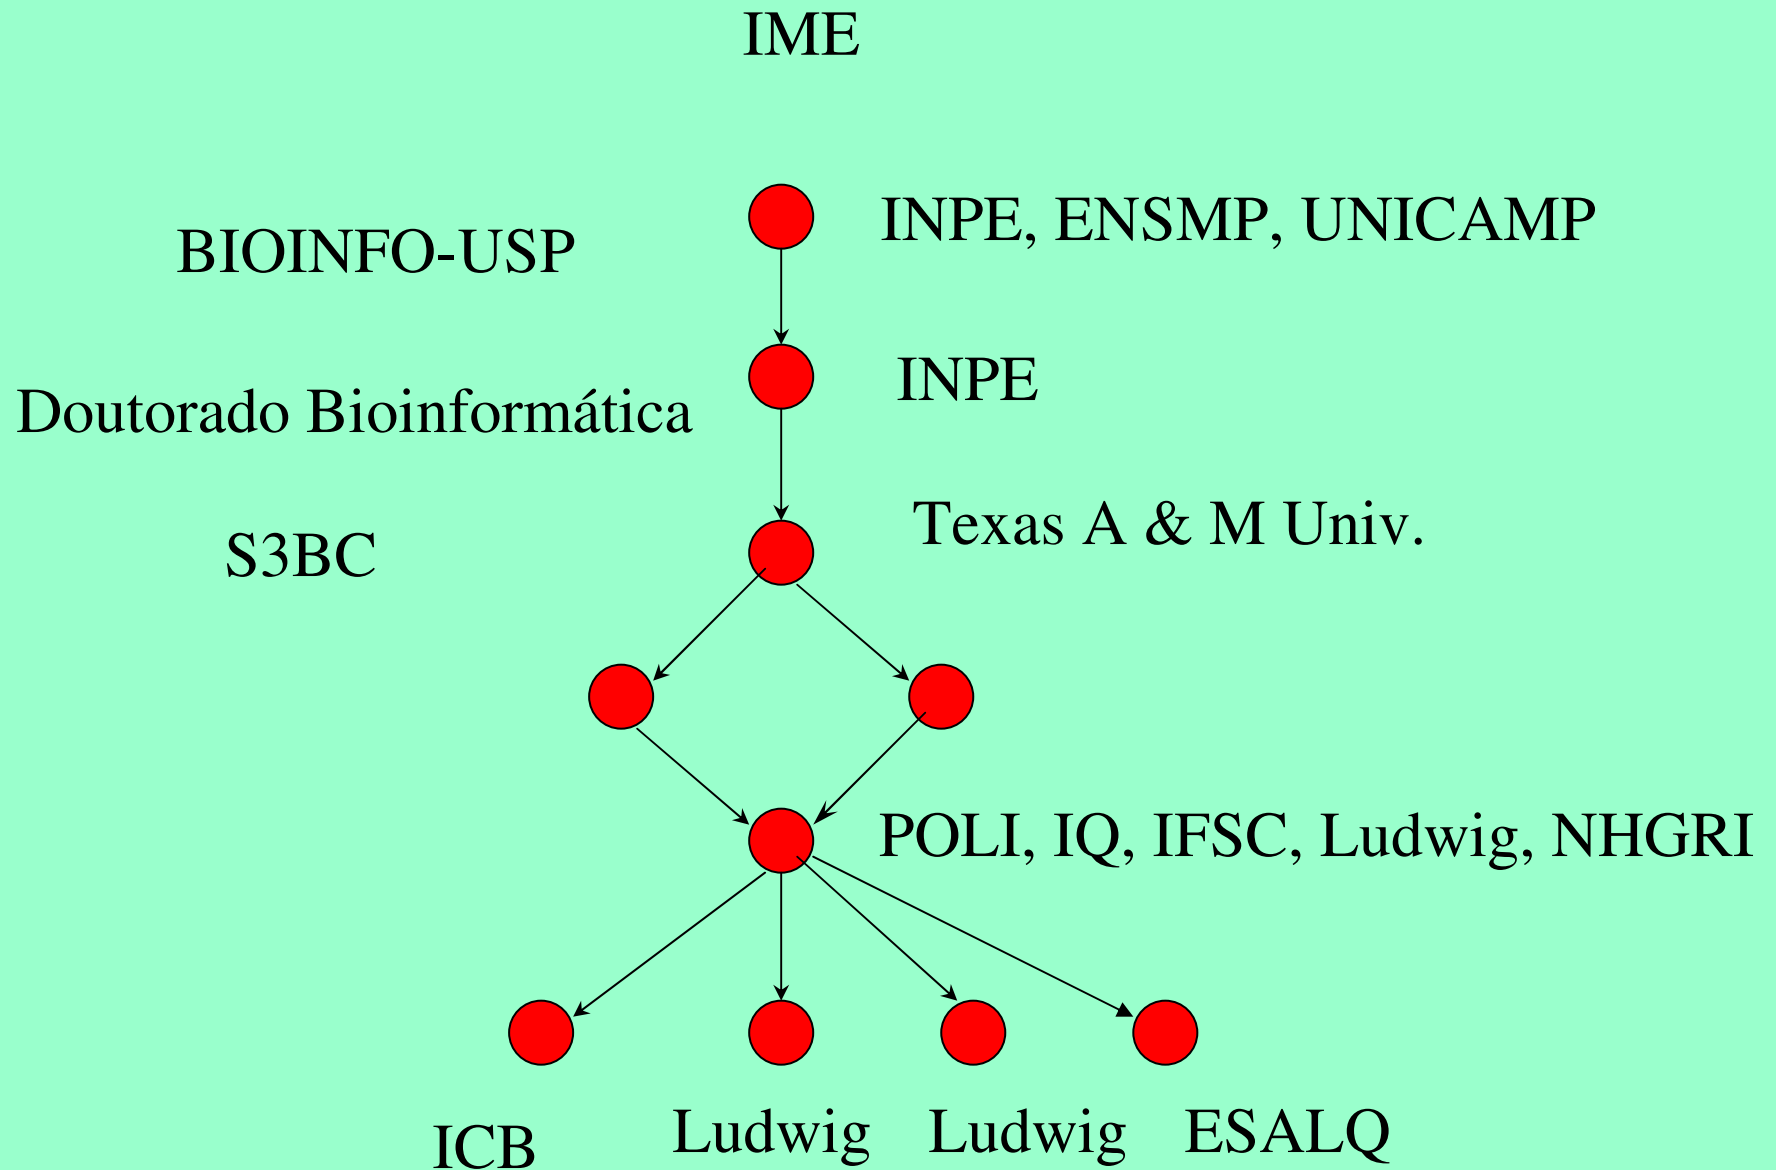 IME
INPE, ENSMP, UNICAMP
BIOINFO-USP
INPE
Doutorado Bioinformática
Texas A & M Univ.
S3BC
POLI, IQ, IFSC, Ludwig, NHGRI
ICB
Ludwig
Ludwig
ESALQ